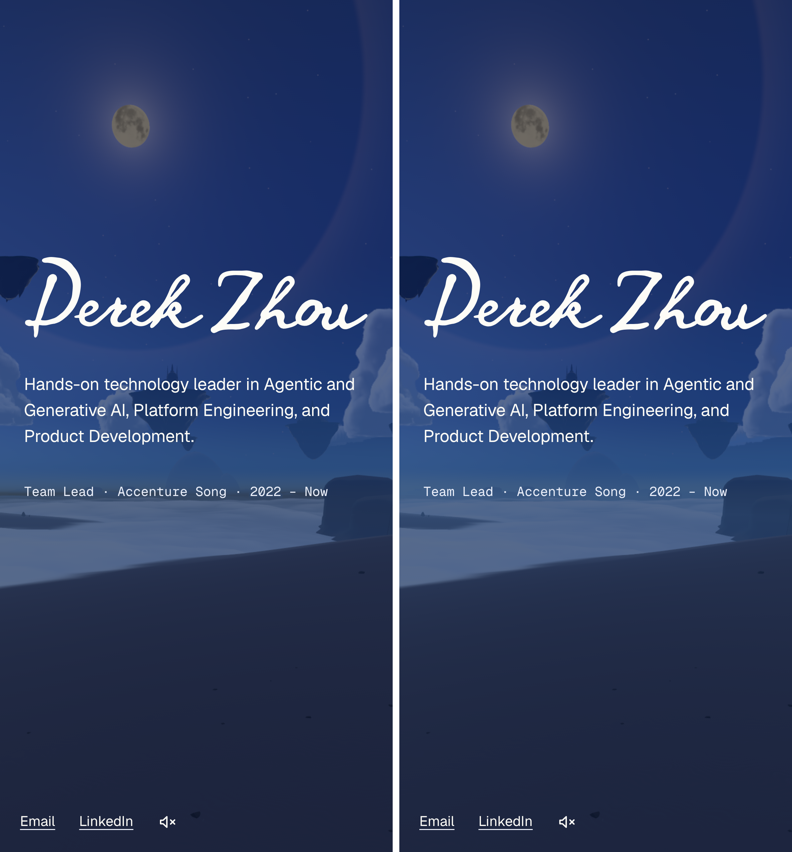 Derek Zhou
Hands-on technology leader in Agentic and
Generative AI, Platform Engineering, and
Product Development.
Team Lead · Accenture Song · 2022 – Now
Email LinkedIn
Derek Zhou
Hands-on technology leader in Agentic and
Generative AI, Platform Engineering, and
Product Development.
Team Lead · Accenture Song · 2022 – Now
Email LinkedIn